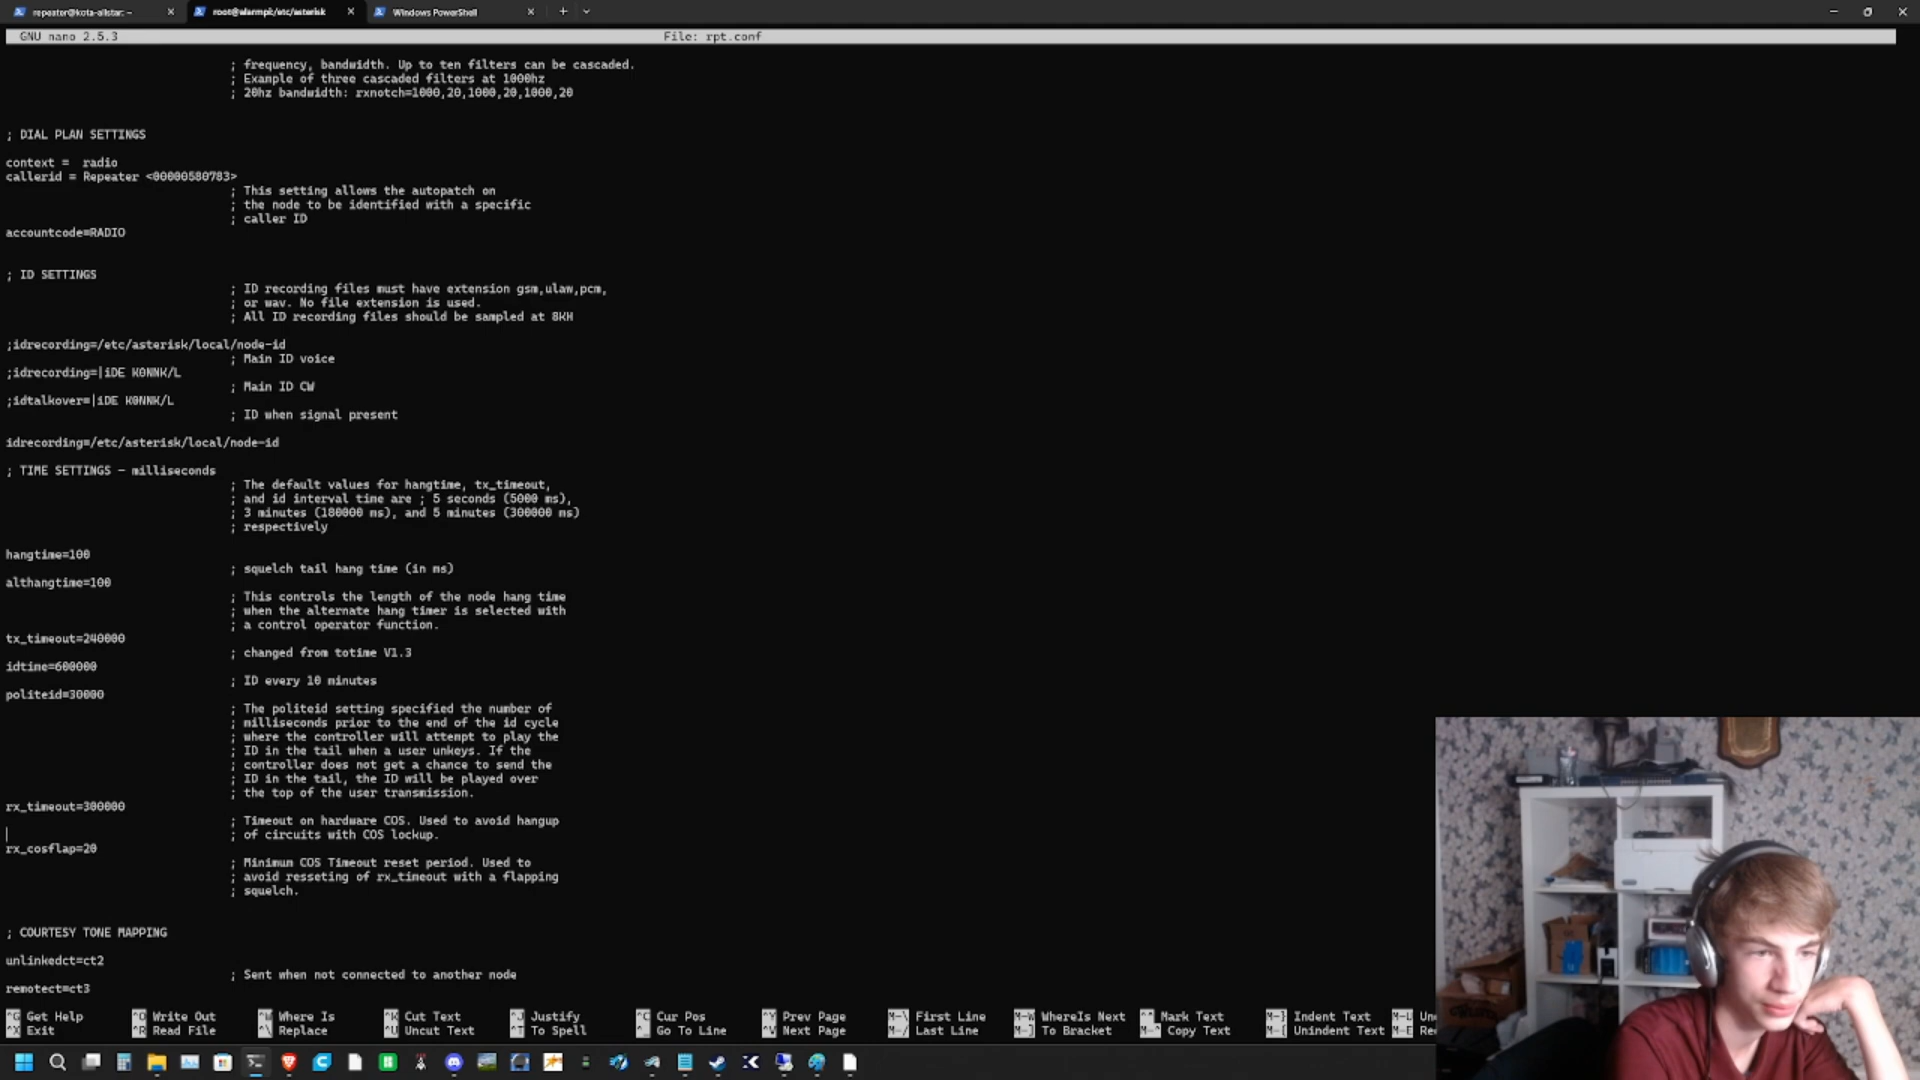 repeater@kota-allstar: ~
root@alarmpi:/etc/asterisk
Windows PowerShell
GNU nano 2.5.3 File: rpt.conf
; frequency, bandwidth. Up to ten filters can be cascaded.
; Example of three cascaded filters at 1000hz
; 20hz bandwidth: rxnotch=1000,20,1000,20,1000,20
; DIAL PLAN SETTINGS
context = radio
callerid = Repeater <00000580783>
; This setting allows the autopatch on
; the node to be identified with a specific
; caller ID
accountcode=RADIO
; ID SETTINGS
; ID recording files must have extension gsm,ulaw,pcm,
; or wav. No file extension is used.
; All ID recording files should be sampled at 8KH
;idrecording=/etc/asterisk/local/node-id
; Main ID voice
;idrecording=|iDE K0NNK/L
; Main ID CW
;idtalkover=|iDE K0NNK/L
; ID when signal present
idrecording=/etc/asterisk/local/node-id
; TIME SETTINGS - milliseconds
; The default values for hangtime, tx_timeout,
; and id interval time are ; 5 seconds (5000 ms),
; 3 minutes (180000 ms), and 5 minutes (300000 ms)
; respectively
hangtime=100
; squelch tail hang time (in ms)
althangtime=100
; This controls the length of the node hang time
; when the alternate hang timer is selected with
; a control operator function.
tx_timeout=240000
; changed from totime V1.3
idtime=600000
; ID every 10 minutes
politeid=30000
; The politeid setting specified the number of
; milliseconds prior to the end of the id cycle
; where the controller will attempt to play the
; ID in the tail when a user unkeys. If the
; controller does not get a chance to send the
; ID in the tail, the ID will be played over
; the top of the user transmission.
rx_timeout=300000
; Timeout on hardware COS. Used to avoid hangup
; of circuits with COS lockup.
rx_cosflap=20
; Minimum COS Timeout reset period. Used to
; avoid resseting of rx_timeout with a flapping
; squelch.
; COURTESY TONE MAPPING
unlinkedct=ct2
; Sent when not connected to another node
remotect=ct3
^G Get Help ^O Write Out ^W Where Is ^K Cut Text ^J Justify ^C Cur Pos ^Y Prev Page M-\ First Line M-W WhereIs Next M-^ Mark Text M-} Indent Text M-U Un
^X Exit ^R Read File ^\ Replace ^U Uncut Text ^T To Spell ^_ Go To Line ^V Next Page M-/ Last Line M-] To Bracket M-^ Copy Text M-{ Unindent Text M-E Re